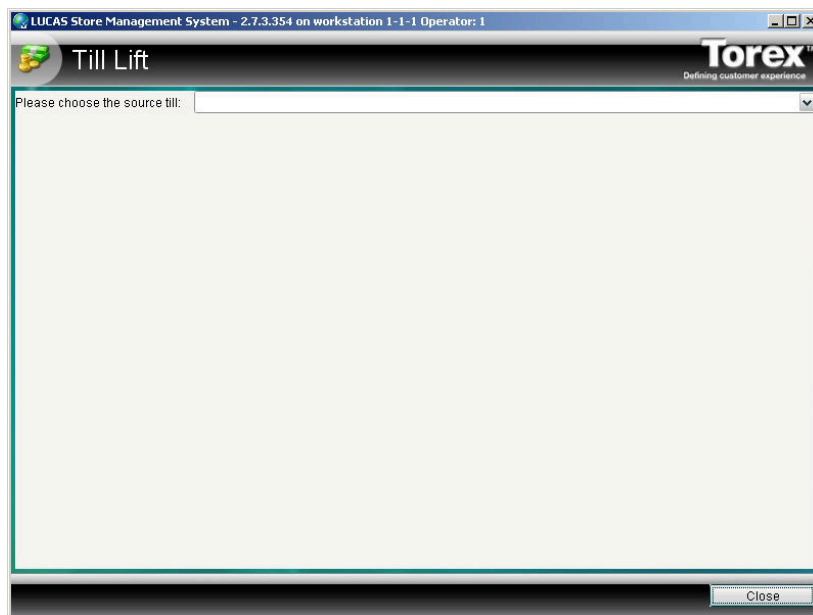 LUCAS Store Management System - 2.7.3.354 on workstation 1-1-1 Operator: 1
Till Lift
Torex™
Defining customer experience
Please choose the source till:
Close